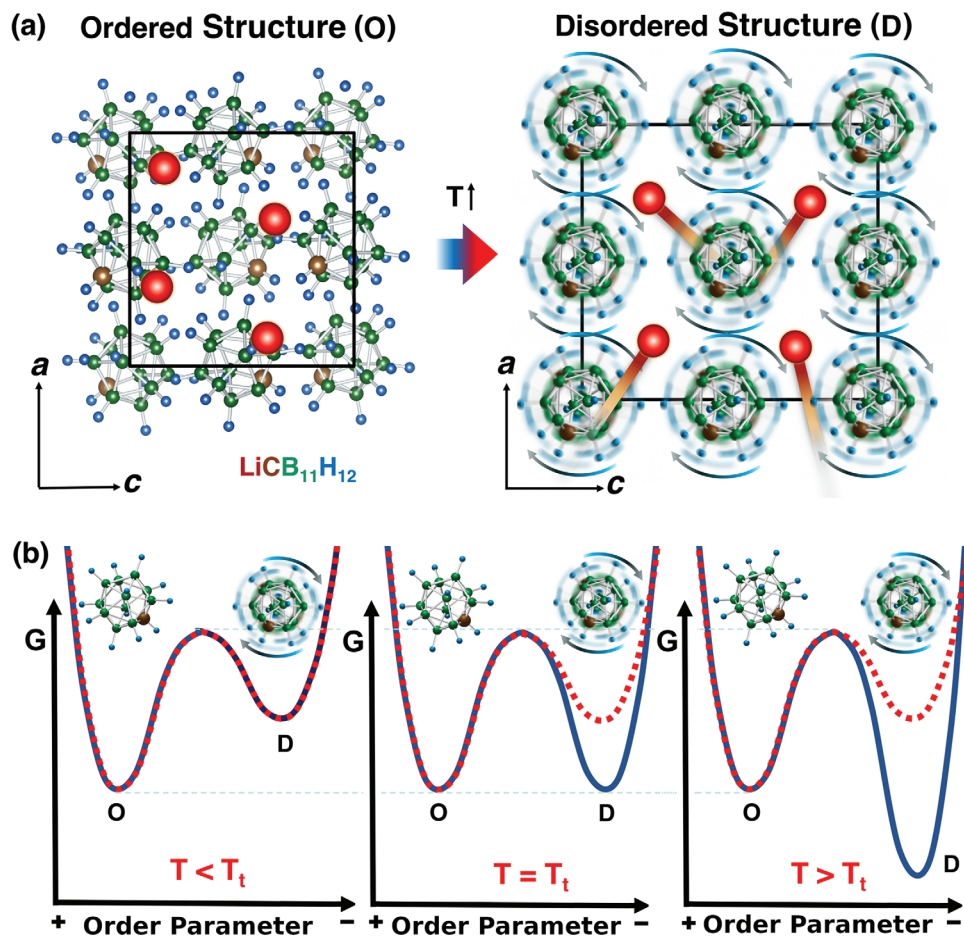 (a) Ordered Structure (O) Disordered Structure (D)
T↑
a a
c c
LiCB₁₁H₁₂
(b)
G G G
D
O O D O
D
T < Tₜ T = Tₜ T > Tₜ
+ Order Parameter − + Order Parameter − + Order Parameter −